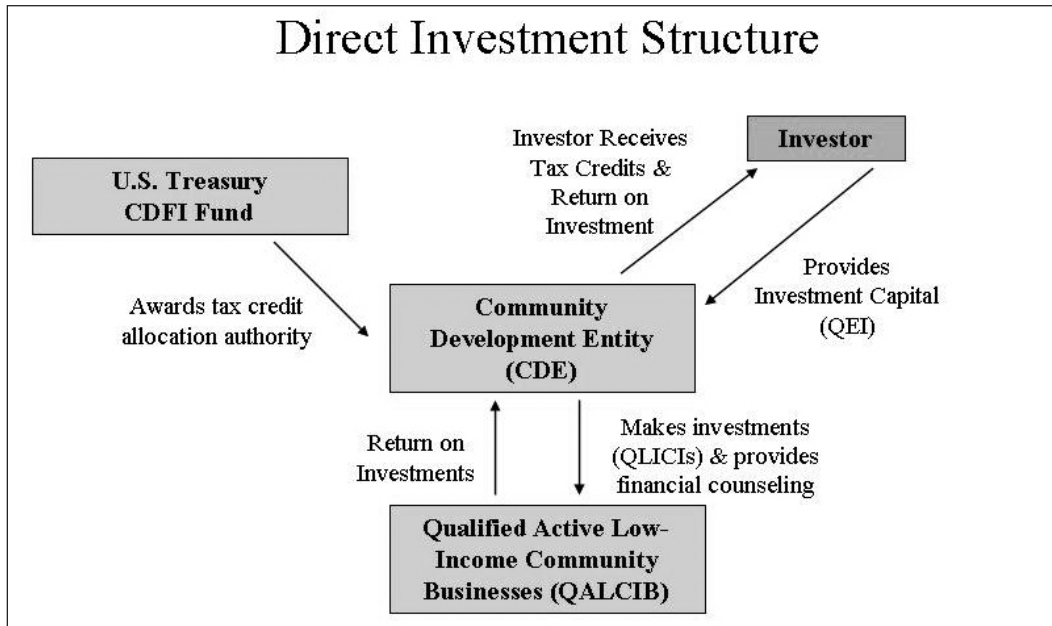 Direct Investment Structure
Investor Receives
Tax Credits &
Return on
Investment
Investor
U.S. Treasury
CDFI Fund
Provides
Investment Capital
(QEI)
Awards tax credit
allocation authority
Community
Development Entity
(CDE)
Return on
Investments
Makes investments
(QLICIs) & provides
financial counseling
Qualified Active Low-
Income Community
Businesses (QALCIB)